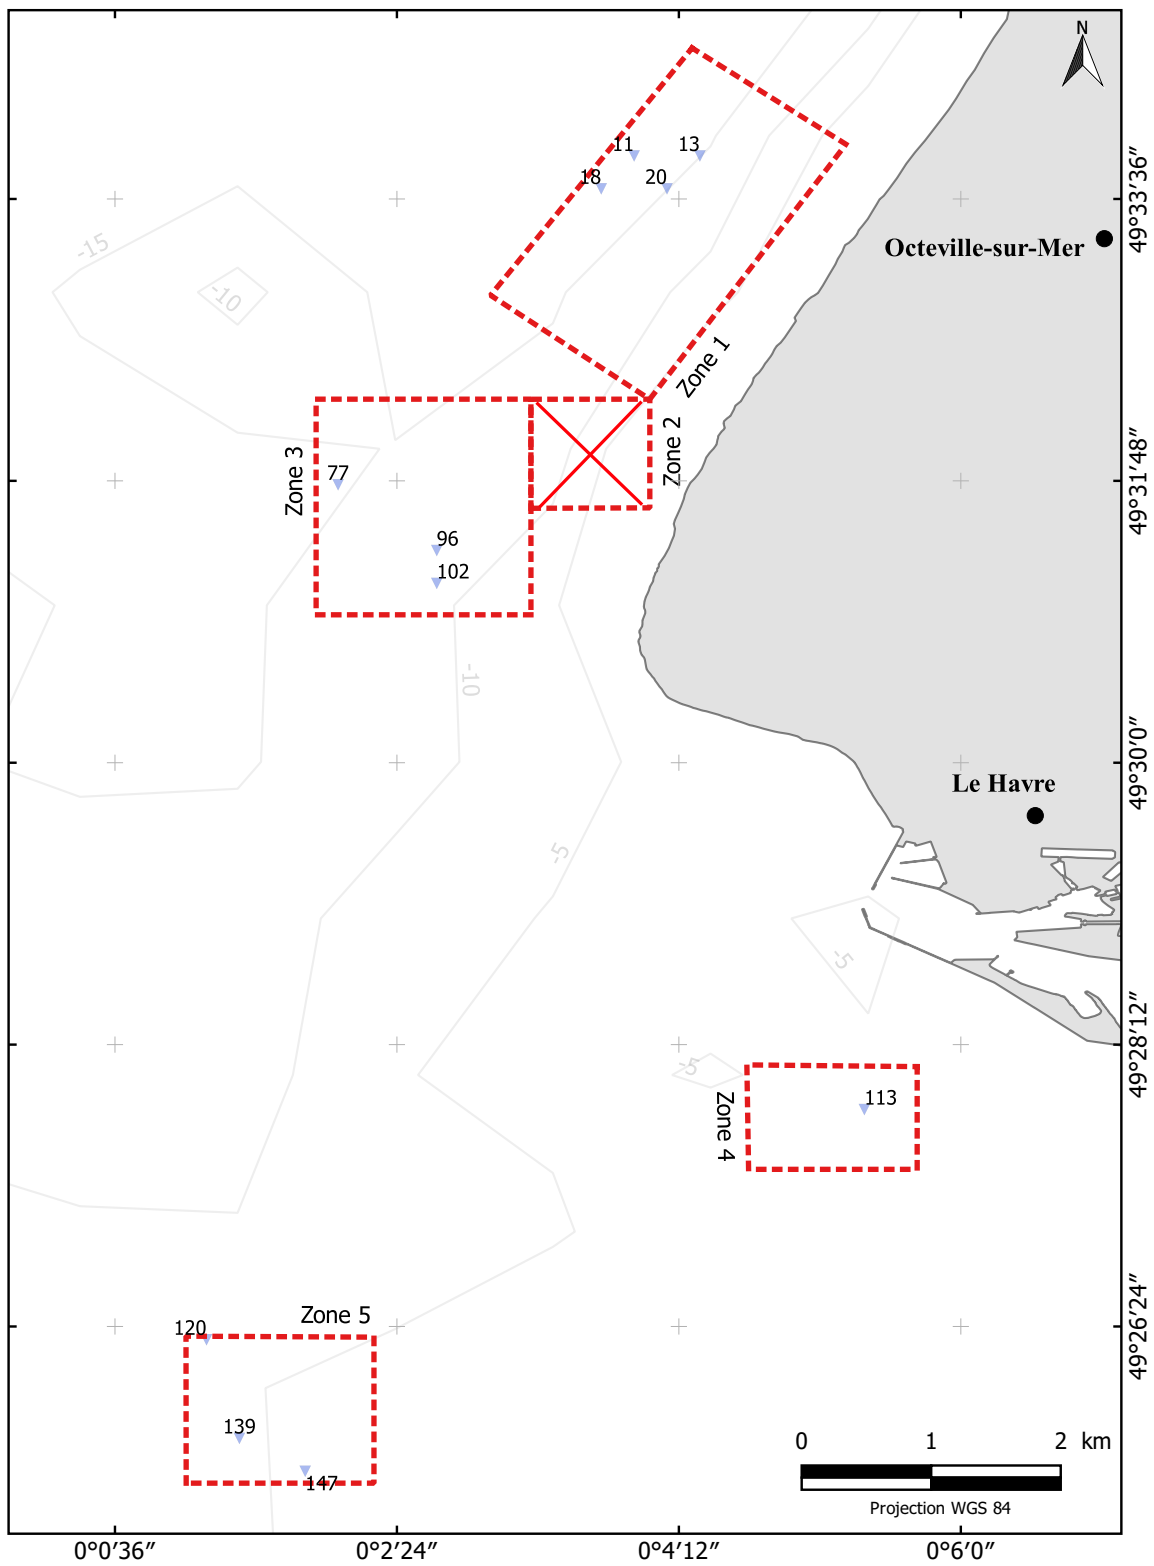 N
11
13
18
20
49°33′36″
Octeville-sur-Mer
-15
-10
Zone 1
Zone 2
Zone 3
77
49°31′48″
96
102
-10
49°30′0″
Le Havre
-5
-5
49°28′12″
-5
Zone 4
113
Zone 5
120
49°26′24″
139
147
0 1 2 km
Projection WGS 84
0°0′36″ 0°2′24″ 0°4′12″ 0°6′0″